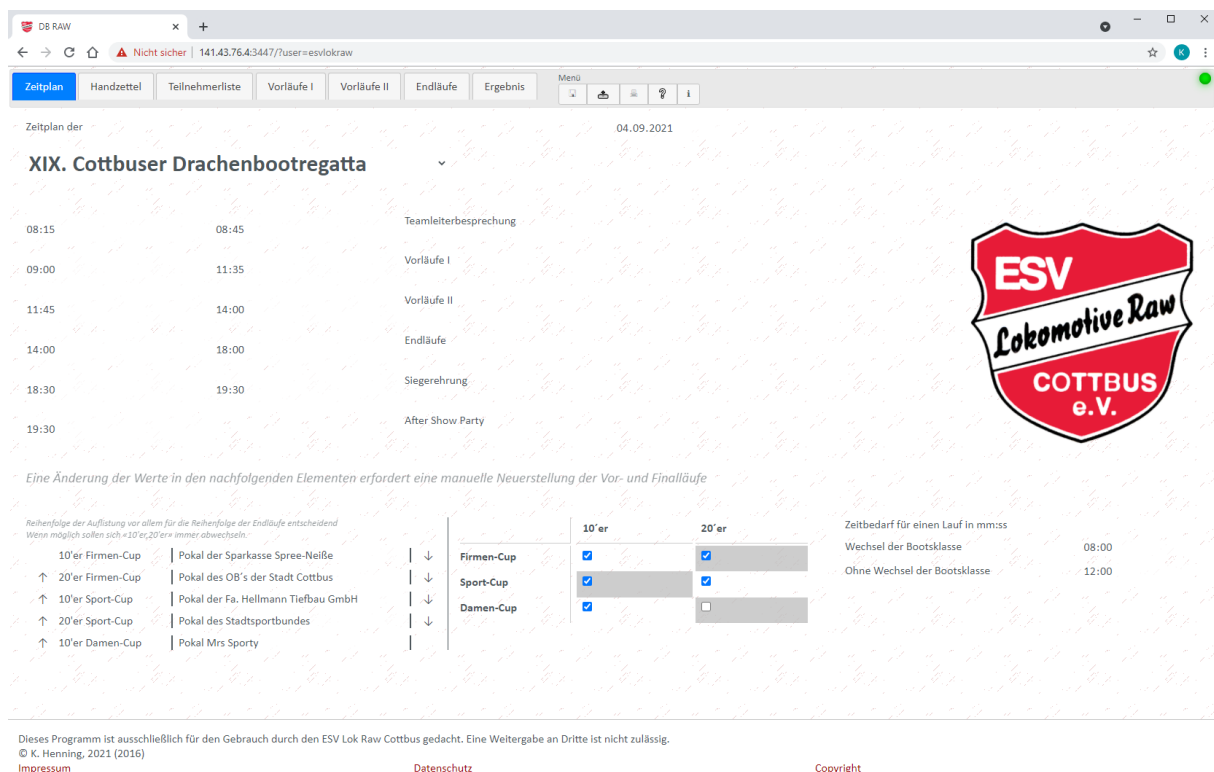 DB RAW
Nicht sicher | 141.43.76.4:3447/?user=esvlokraw
K
Zeitplan Handzettel Teilnehmerliste Vorläufe I Vorläufe II Endläufe Ergebnis Menü
Zeitplan der 04.09.2021
XIX. Cottbuser Drachenbootregatta
08:15 08:45 Teamleiterbesprechung
09:00 11:35 Vorläufe I
11:45 14:00 Vorläufe II
14:00 18:00 Endläufe
18:30 19:30 Siegerehrung
19:30 After Show Party
ESV
Lokomotive Raw
COTTBUS
e.V.
Eine Änderung der Werte in den nachfolgenden Elementen erfordert eine manuelle Neuerstellung der Vor- und Finalläufe
Reihenfolge der Auflistung vor allem für die Reihenfolge der Endläufe entscheidend
Wenn möglich sollen sich «10'er,20'er» immer abwechseln.
10'er Firmen-Cup Pokal der Sparkasse Spree-Neiße ↓
↑ 20'er Firmen-Cup Pokal des OB´s der Stadt Cottbus ↓
↑ 10'er Sport-Cup Pokal der Fa. Hellmann Tiefbau GmbH ↓
↑ 20'er Sport-Cup Pokal des Stadtsportbundes ↓
↑ 10'er Damen-Cup Pokal Mrs Sporty
10´er 20´er
Firmen-Cup
Sport-Cup
Damen-Cup
Zeitbedarf für einen Lauf in mm:ss
Wechsel der Bootsklasse 08:00
Ohne Wechsel der Bootsklasse 12:00
Dieses Programm ist ausschließlich für den Gebrauch durch den ESV Lok Raw Cottbus gedacht. Eine Weitergabe an Dritte ist nicht zulässig.
© K. Henning, 2021 (2016)
Impressum Datenschutz Copyright